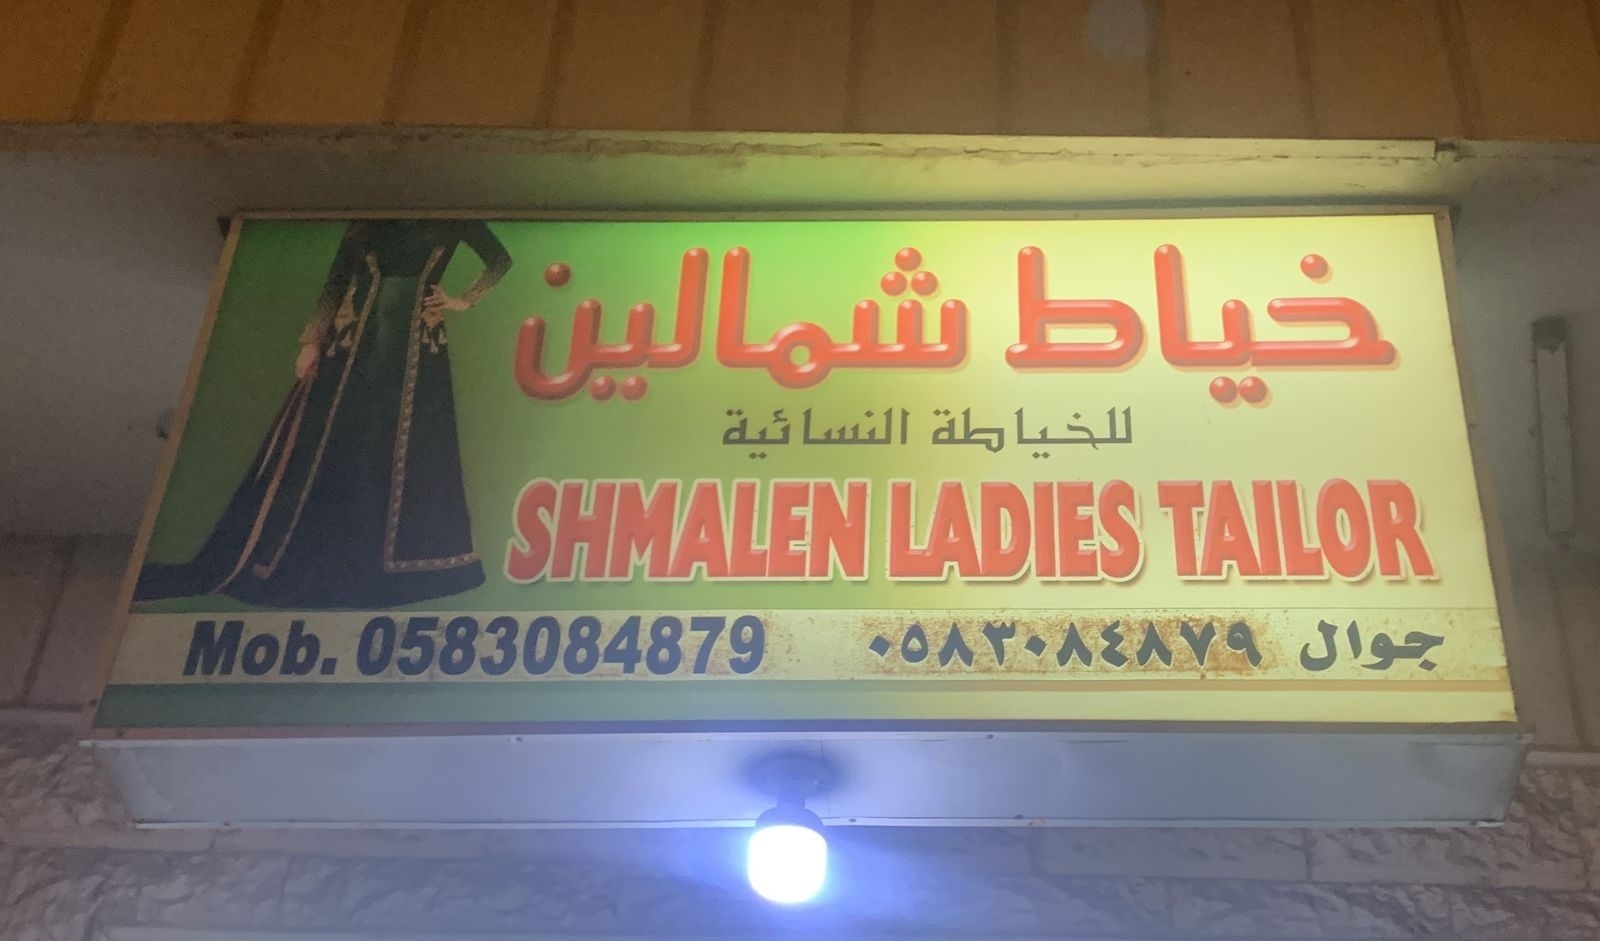 خياط شمالين
للخياطة النسائية
SHMALEN LADIES TAILOR
Mob. 0583084879
جوال ٠٥٨٣٠٨٤٨٧٩